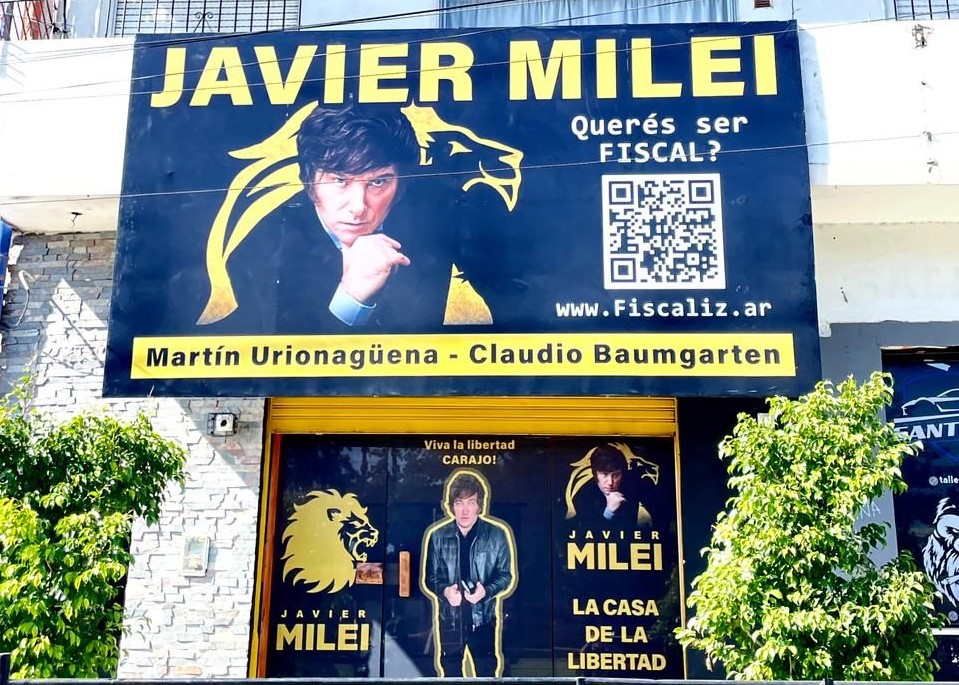 JAVIER MILEI
Querés ser
FISCAL?
www.Fiscaliz.ar
Martín Urionagüena - Claudio Baumgarten
Viva la libertad
CARAJO!
JAVIER
MILEI
JAVIER
MILEI
LA CASA
DE LA
LIBERTAD